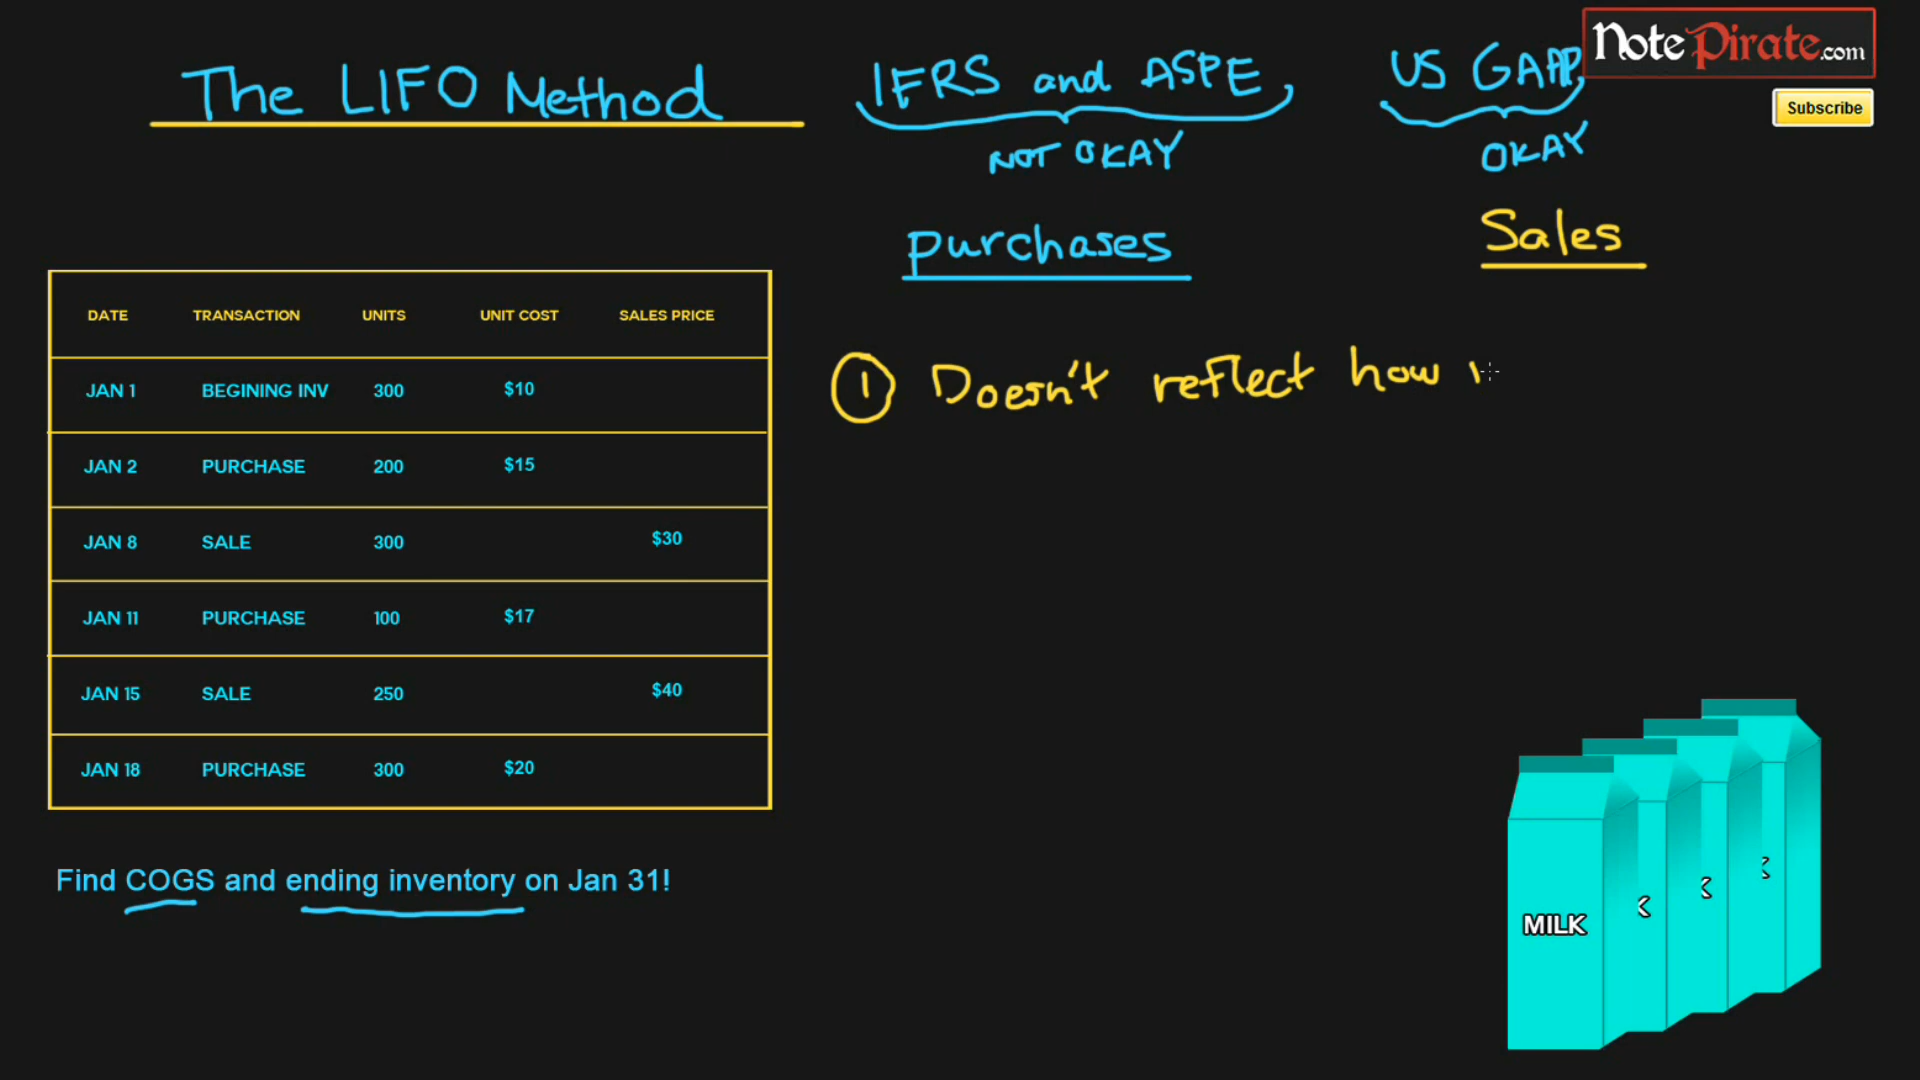 The LIFO Method
IFRS and ASPE,
NOT OKAY
US GAAP,
OKAY
NotePirate.com
Subscribe
purchases
Sales
DATE TRANSACTION UNITS UNIT COST SALES PRICE
JAN 1 BEGINING INV 300 $10
JAN 2 PURCHASE 200 $15
JAN 8 SALE 300 $30
JAN 11 PURCHASE 100 $17
JAN 15 SALE 250 $40
JAN 18 PURCHASE 300 $20
Find COGS and ending inventory on Jan 31!
1 Doesn't reflect how
MILK
K
K
K